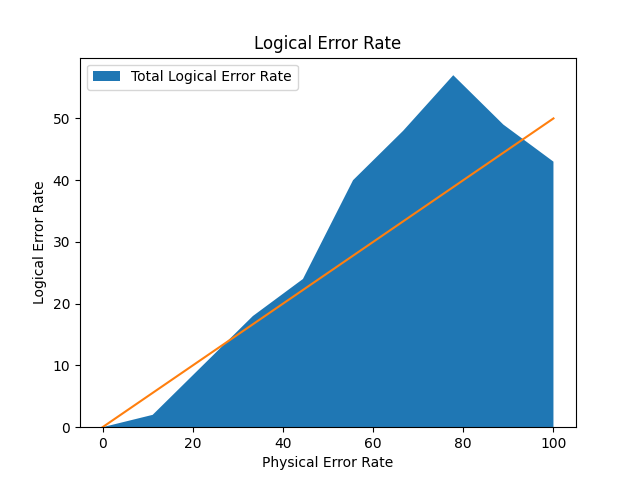 Logical Error Rate
Total Logical Error Rate
Logical Error Rate
50
40
30
20
10
0
0 20 40 60 80 100
Physical Error Rate